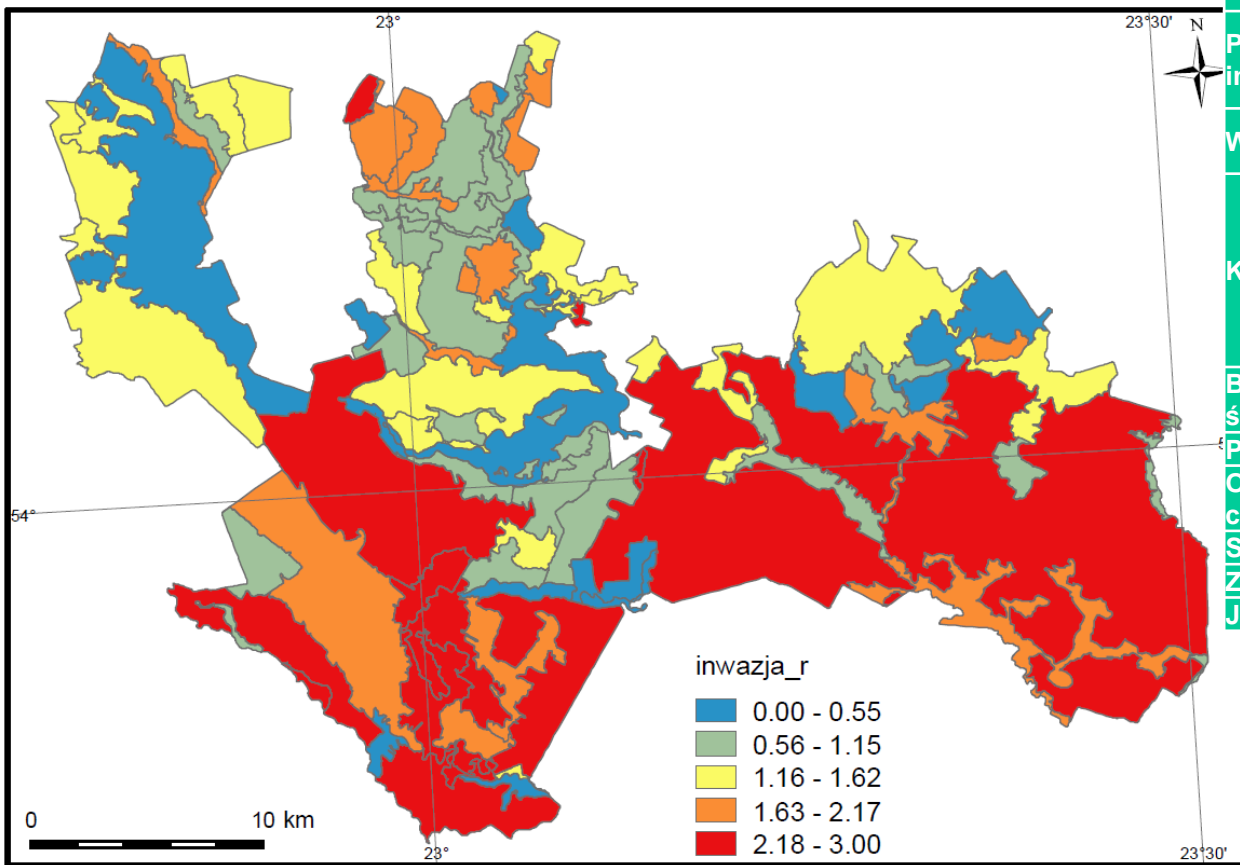 23°
23°30'
N
P
W
K
B
ś
P
O
c
S
Z
J
54°
inwazja_r
0.00 - 0.55
0.56 - 1.15
1.16 - 1.62
1.63 - 2.17
2.18 - 3.00
0
10 km
23°
23°30'